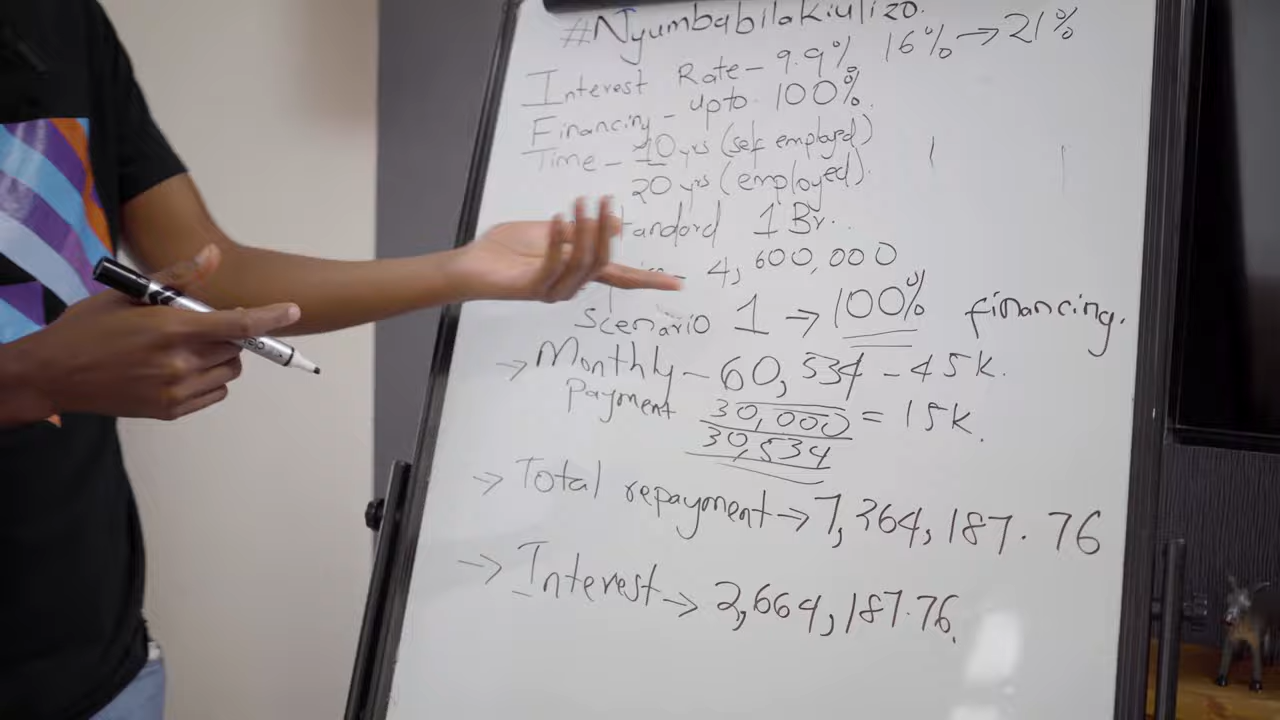 #Nyumbabilakiulizo.
Interest Rate - 9.9% 16% → 21%
Financing - upto 100%.
Time - 10 yrs (self employed)
20 yrs (employed).
standard 1 Br.
- 4,600,000
Scenario 1 → 100% financing.
→ Monthly - 60,534 - 45K.
Payment 30,000 = 15K.
30,534
→ Total repayment → 7,264,187.76
→ Interest → 2,664,187.76.